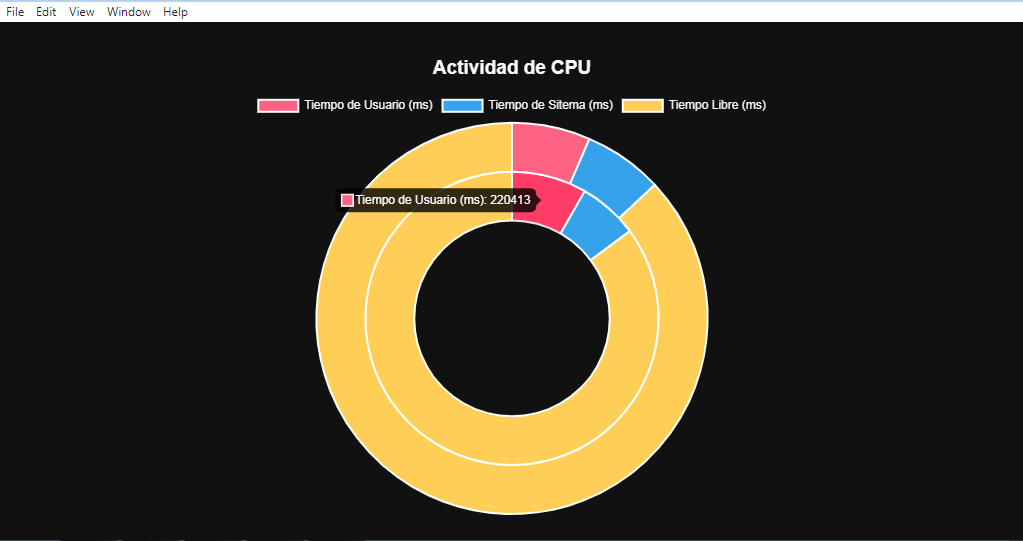 File Edit View Window Help
Actividad de CPU
Tiempo de Usuario (ms) Tiempo de Sitema (ms) Tiempo Libre (ms)
Tiempo de Usuario (ms): 220413